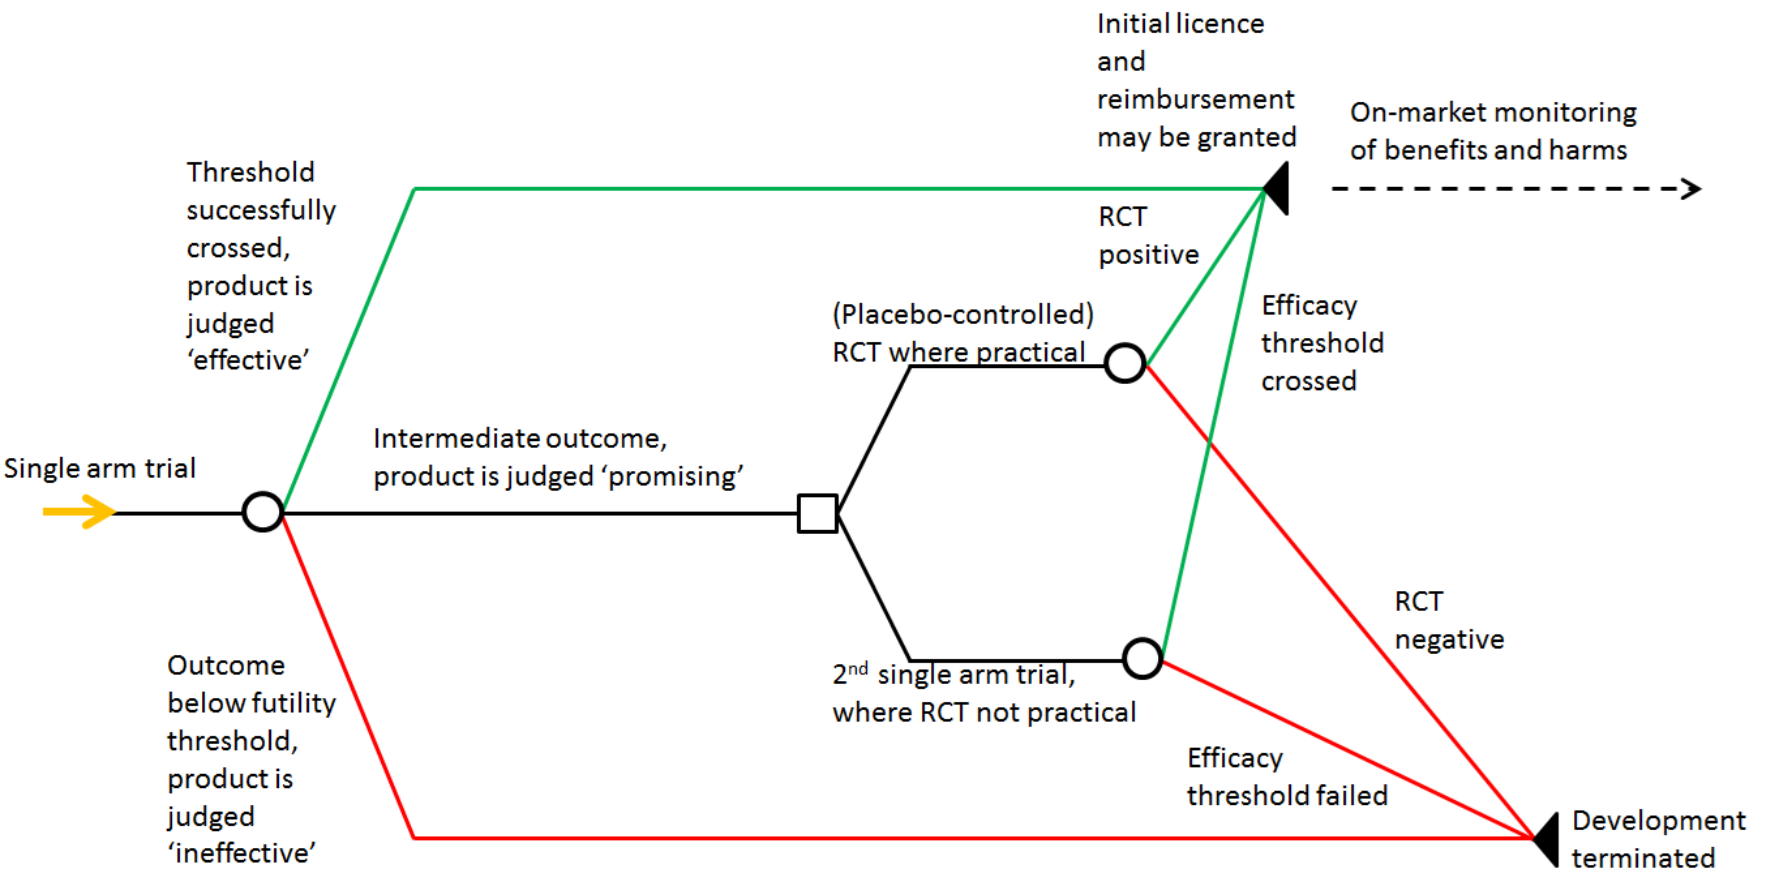 Initial licence
and
reimbursement
may be granted
On-market monitoring
of benefits and harms
Threshold
successfully
crossed,
product is
judged
‘effective’
RCT
positive
(Placebo-controlled)
RCT where practical
Efficacy
threshold
crossed
Intermediate outcome,
product is judged ‘promising’
Single arm trial
RCT
negative
Outcome
below futility
threshold,
product is
judged
‘ineffective’
2nd single arm trial,
where RCT not practical
Efficacy
threshold failed
Development
terminated